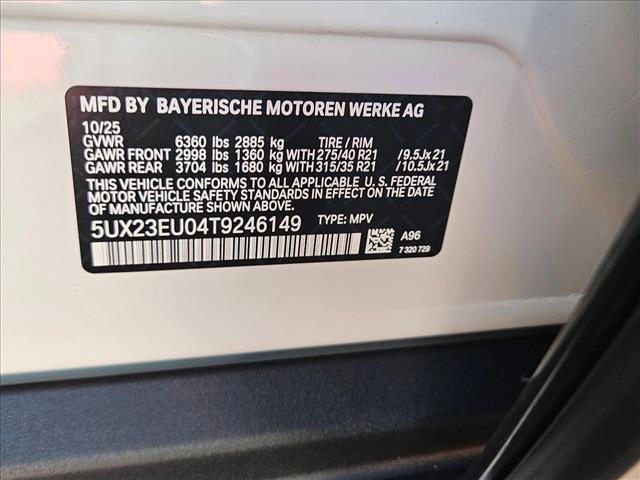 MFD BY BAYERISCHE MOTOREN WERKE AG
10/25
GVWR 6360 lbs 2885 kg TIRE / RIM
GAWR FRONT 2998 lbs 1360 kg WITH 275/40 R21 /9.5Jx21
GAWR REAR 3704 lbs 1680 kg WITH 315/35 R21 /10.5Jx21
THIS VEHICLE CONFORMS TO ALL APPLICABLE U. S. FEDERAL
MOTOR VEHICLE SAFETY STANDARDS IN EFFECT ON THE DATE
OF MANUFACTURE SHOWN ABOVE.
5UX23EU04T9246149 TYPE: MPV
A96
7 320 729